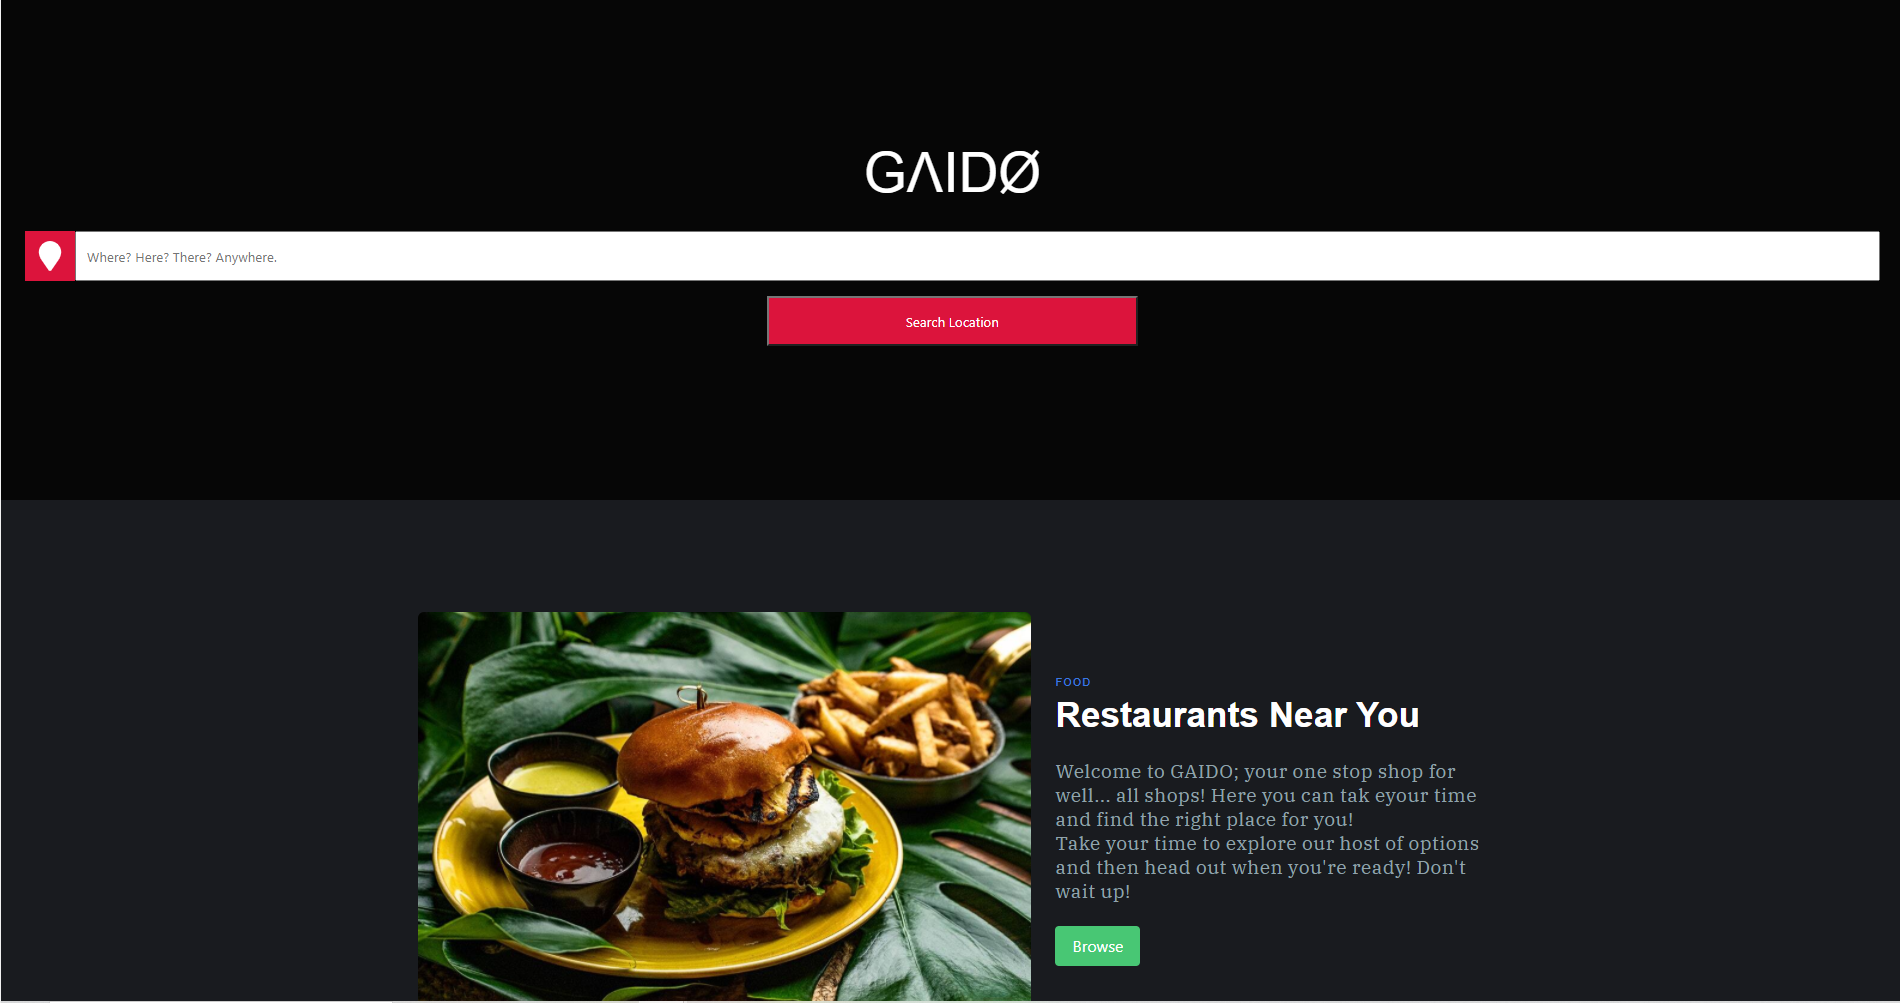 GΛIDØ
Where? Here? There? Anywhere.
Search Location
FOOD
Restaurants Near You
Welcome to GAIDO; your one stop shop for
well... all shops! Here you can tak eyour time
and find the right place for you!
Take your time to explore our host of options
and then head out when you're ready! Don't
wait up!
Browse